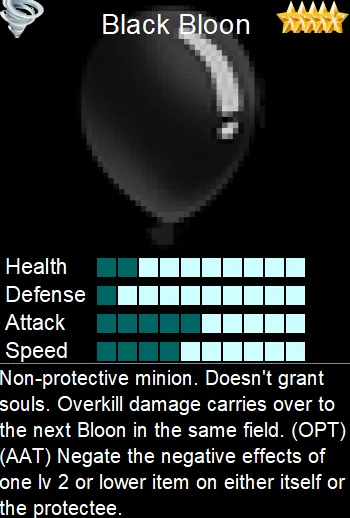 Black Bloon
Health
Defense
Attack
Speed
Non-protective minion. Doesn't grant
souls. Overkill damage carries over to
the next Bloon in the same field. (OPT)
(AAT) Negate the negative effects of
one lv 2 or lower item on either itself or
the protectee.